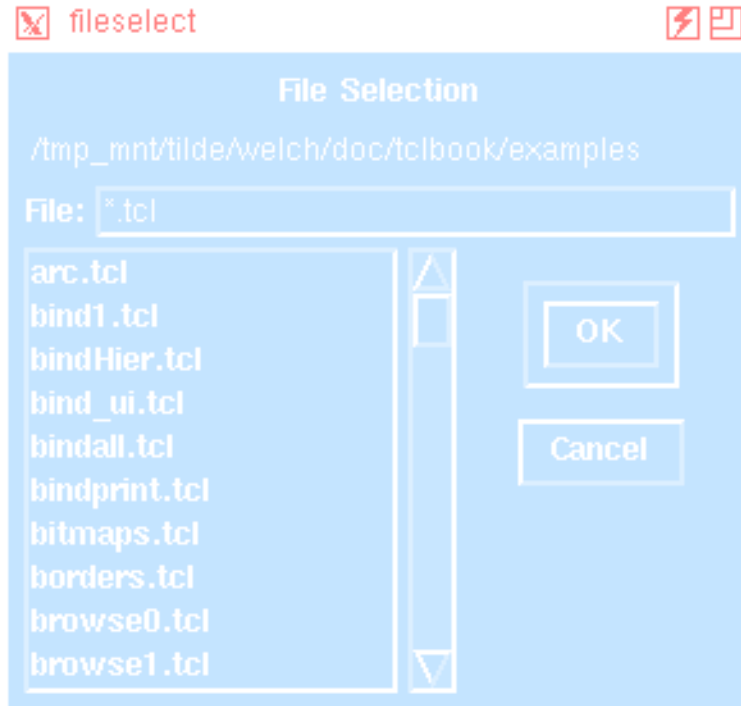 fileselect
File Selection
/tmp_mnt/tilde/welch/doc/tclbook/examples
File: *.tcl
arc.tcl
bind1.tcl
bindHier.tcl
bind_ui.tcl
bindall.tcl
bindprint.tcl
bitmaps.tcl
borders.tcl
browse0.tcl
browse1.tcl
OK
Cancel